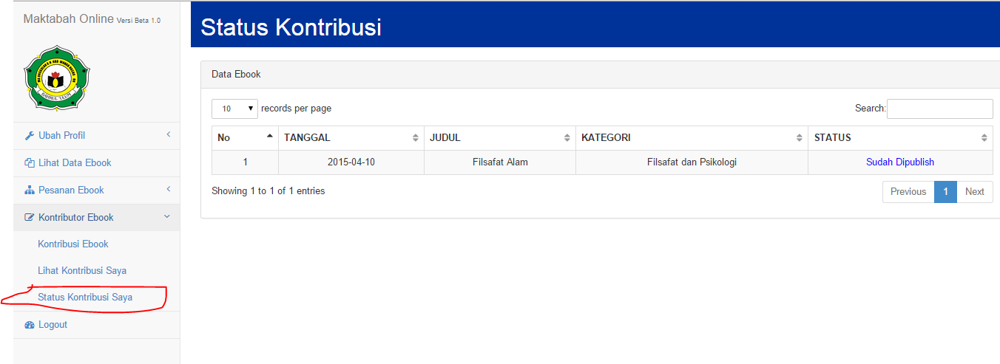 Maktabah Online Versi Beta 1.0
BAHRUL ULUM
Ubah Profil
Lihat Data Ebook
Pesanan Ebook
Kontributor Ebook
Kontribusi Ebook
Lihat Kontribusi Saya
Status Kontribusi Saya
Logout
Status Kontribusi
Data Ebook
10 records per page
Search:
No TANGGAL JUDUL KATEGORI STATUS
1 2015-04-10 Filsafat Alam Filsafat dan Psikologi Sudah Dipublish
Showing 1 to 1 of 1 entries
Previous 1 Next